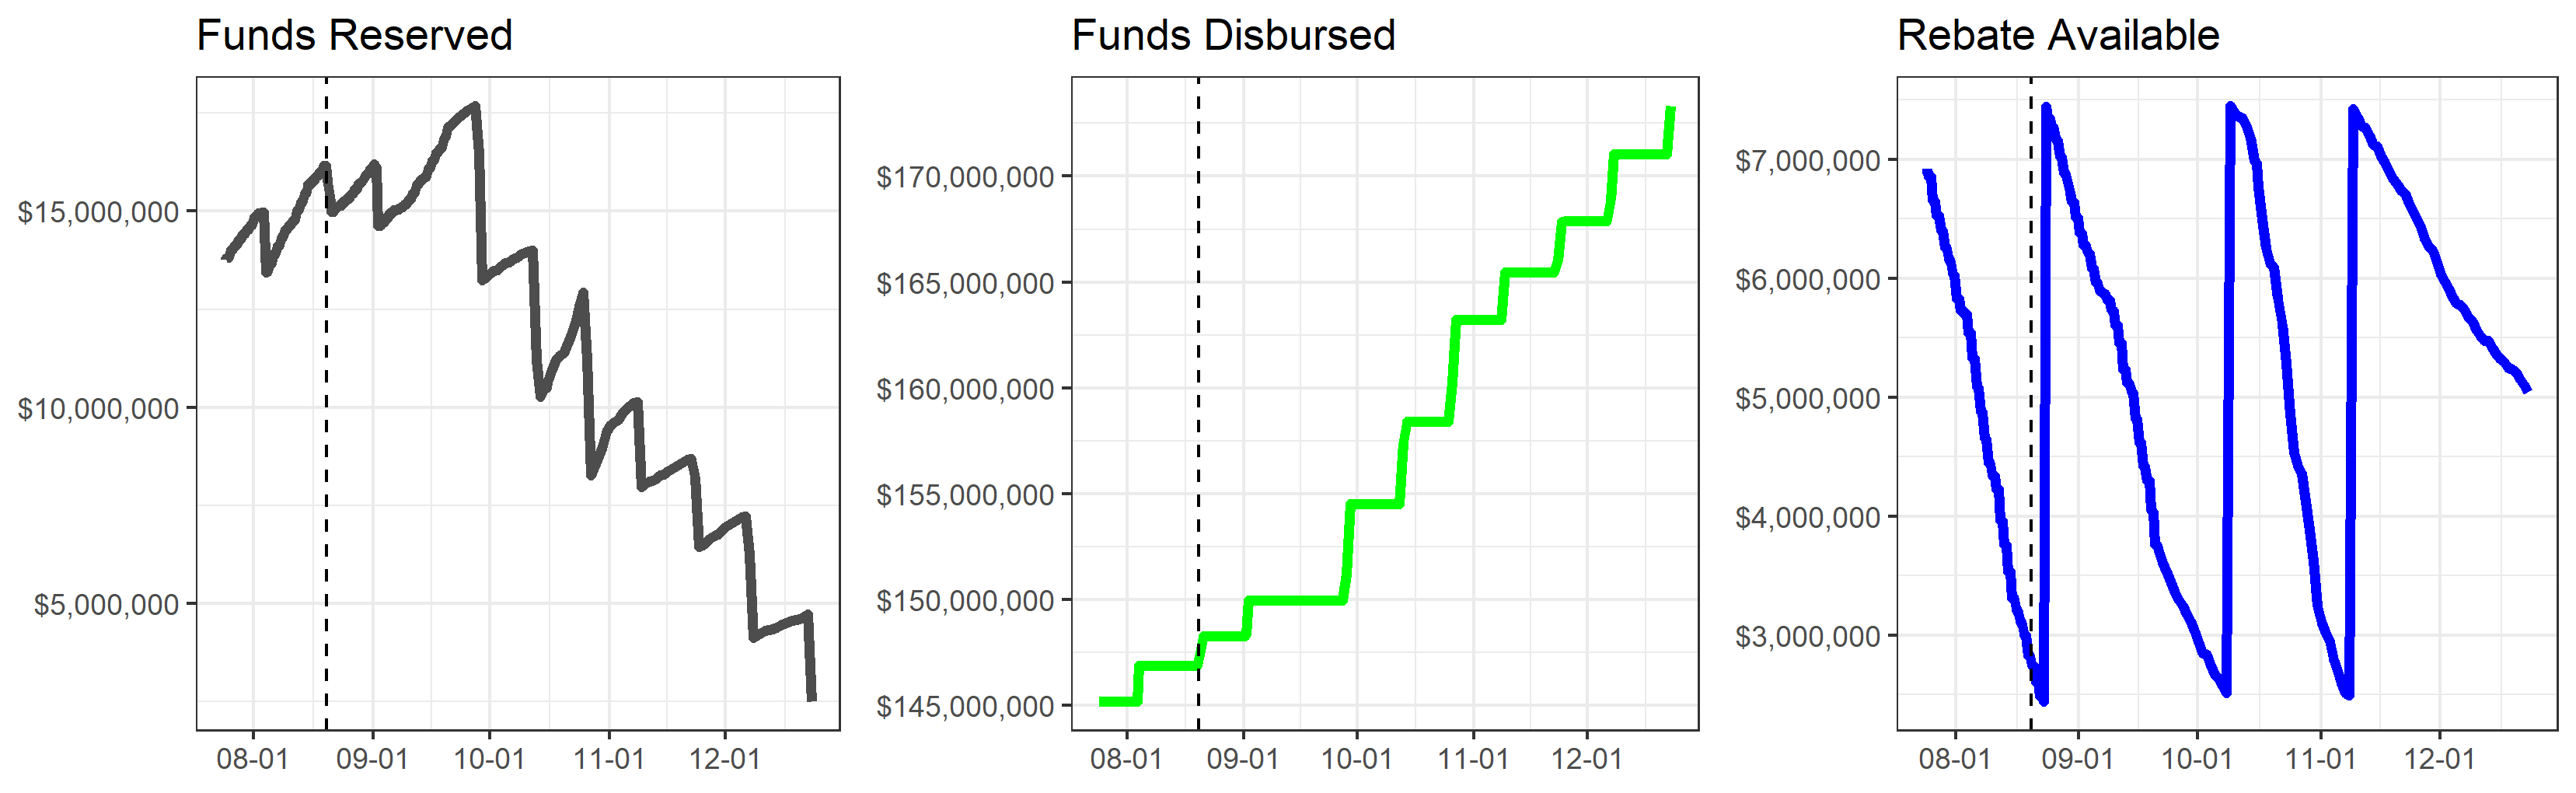 Funds Reserved
$15,000,000
$10,000,000
$5,000,000
08-01 09-01 10-01 11-01 12-01
Funds Disbursed
$170,000,000
$165,000,000
$160,000,000
$155,000,000
$150,000,000
$145,000,000
08-01 09-01 10-01 11-01 12-01
Rebate Available
$7,000,000
$6,000,000
$5,000,000
$4,000,000
$3,000,000
08-01 09-01 10-01 11-01 12-01